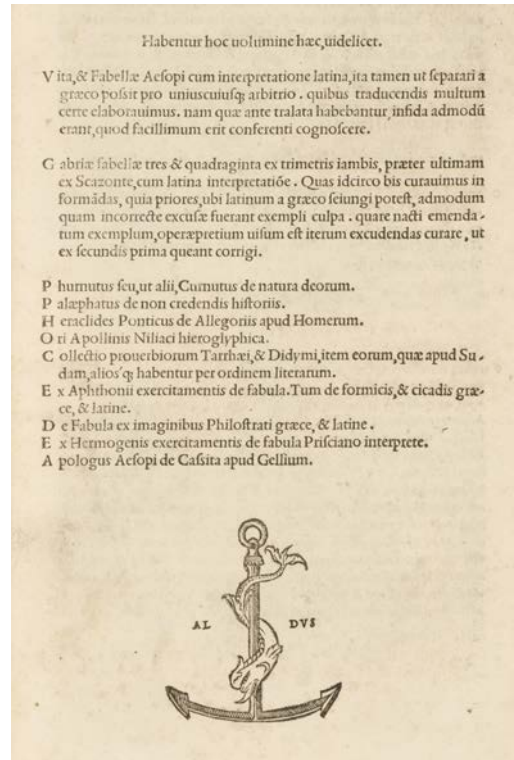 Habentur hoc uolumine hæc,uidelicet.
V ita,& Fabellæ Aesopi cum interpretatione latina,ita tamen ut separari a
græco possit pro uniuscuiusq; arbitrio . quibus traducendis multum
certe elaborauimus. nam quæ ante tralata habebantur, infida admodū
erant,quod facillimum erit conferenti cognoscere.
G abriæ fabellæ tres & quadraginta ex trimetris iambis, præter ultimam
ex Scazonte,cum latina interpretatiōe . Quas idcirco bis curauimus in
formādas, quia priores,ubi latinum a græco seiungi potest, admodum
quam incorrecte excusæ fuerant exempli culpa . quare nacti emenda-
tum exemplum,operæpretium uisum est iterum excudendas curare , ut
ex secundis prima queant corrigi.
P hurnutus seu,ut alii,Curnutus de natura deorum.
P alæphatus de non credendis historiis.
H eraclides Ponticus de Allegoriis apud Homerum.
O ri Apollinis Niliaci hieroglyphica.
C ollectio prouerbiorum Tarrhæi,& Didymi,item eorum,quæ apud Su-
dam,alios'q; habentur per ordinem literarum.
E x Aphthonii exercitamentis de fabula.Tum de formicis,& cicadis græ-
ce, & latine.
D e Fabula ex imaginibus Philostrati græce, & latine .
E x Hermogenis exercitamentis de fabula Prisciano interprete.
A pologus Aesopi de Cassita apud Gellium.
AL DVS